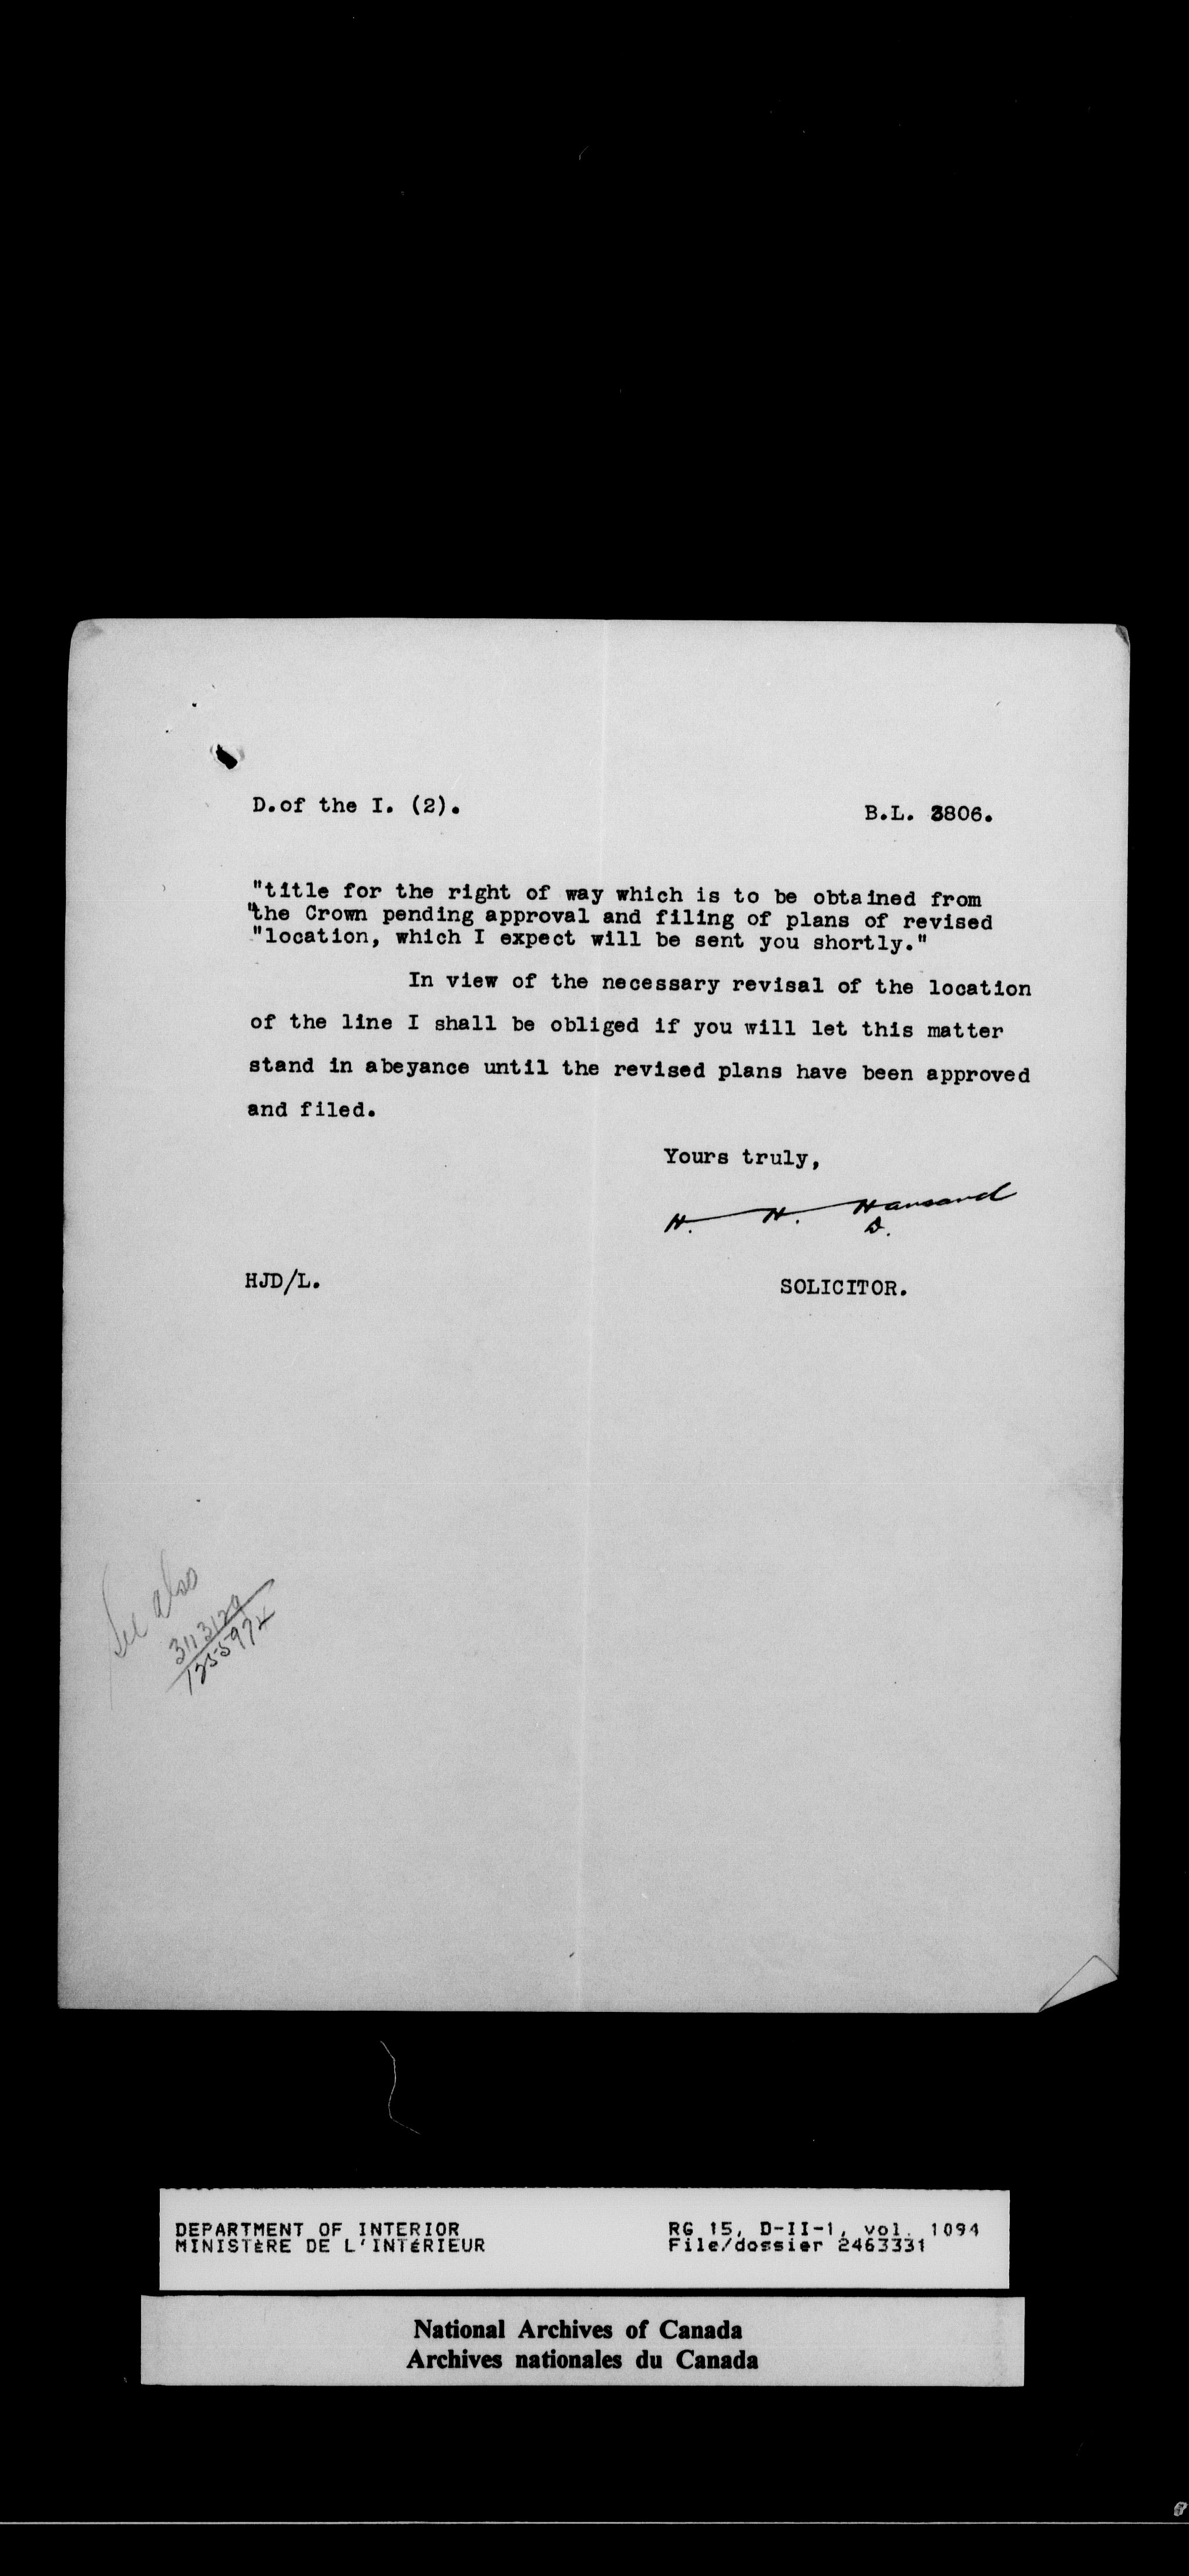 D.of the I. (2).
B.L. 3806.
"title for the right of way which is to be obtained from
"the Crown pending approval and filing of plans of revised
"location, which I expect will be sent you shortly."
In view of the necessary revisal of the location
of the line I shall be obliged if you will let this matter
stand in abeyance until the revised plans have been approved
and filed.
Yours truly,
H. H. Hansard
D.
HJD/L.
SOLICITOR.
See also
DEPARTMENT OF INTERIOR
MINISTÈRE DE L'INTÉRIEUR
RG 15, D-II-1, vol. 1094
File/dossier 2463331
National Archives of Canada
Archives nationales du Canada